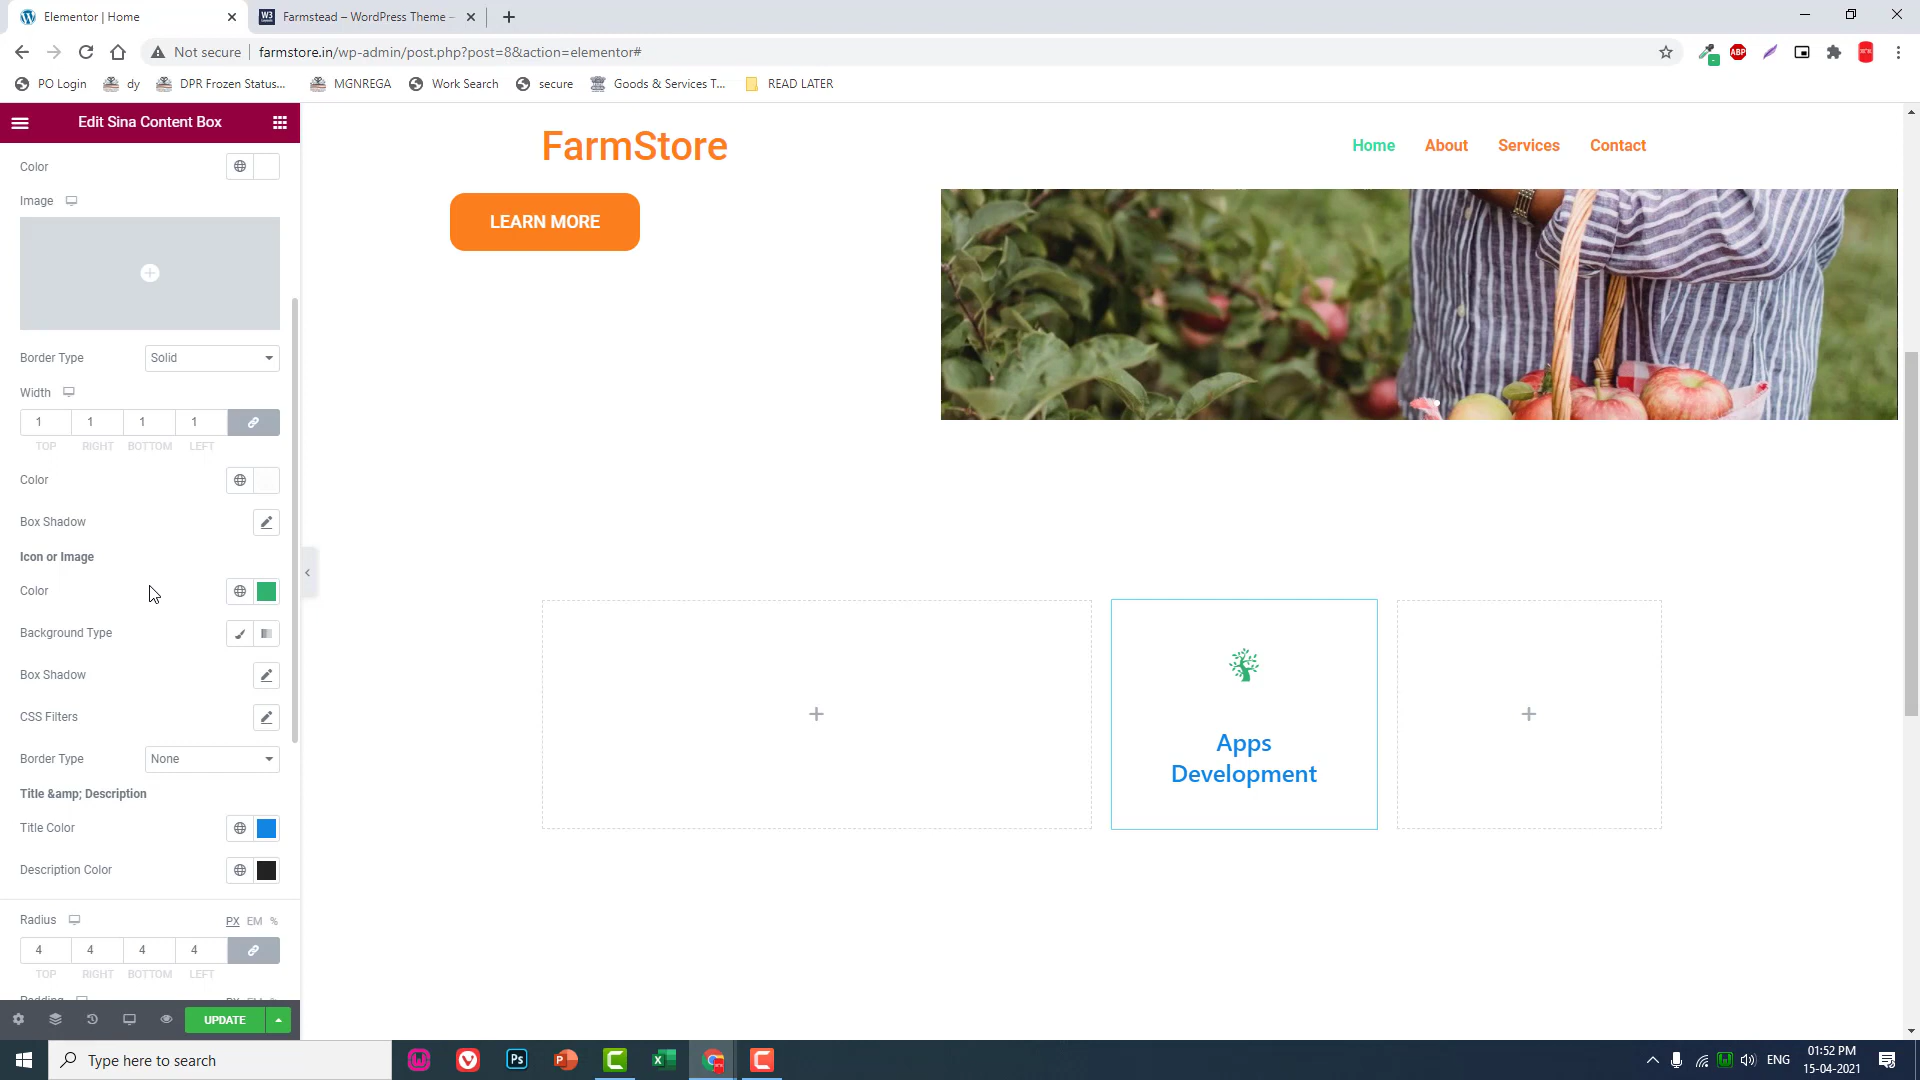 Elementor | Home
Farmstead – WordPress Theme –
Not secure
farmstore.in/wp-admin/post.php?post=8&action=elementor#
ABP
PO Login
dy
DPR Frozen Status...
MGNREGA
Work Search
secure
Goods & Services T...
READ LATER
Edit Sina Content Box
Color
Image
Border Type
Solid
Width
1 1 1 1
TOP RIGHT BOTTOM LEFT
Color
Box Shadow
Icon or Image
Color
Background Type
Box Shadow
CSS Filters
Border Type
None
Title &amp; Description
Title Color
Description Color
Radius
PX EM %
4 4 4 4
TOP RIGHT BOTTOM LEFT
UPDATE
FarmStore
Home About Services Contact
LEARN MORE
Apps
Development
Type here to search
Ps
ENG
01:52 PM
15-04-2021